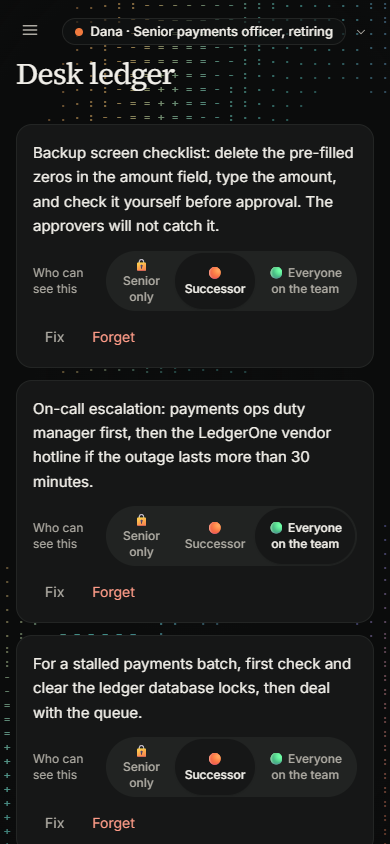 Dana · Senior payments officer, retiring
Desk ledger
Backup screen checklist: delete the pre-filled
zeros in the amount field, type the amount,
and check it yourself before approval. The
approvers will not catch it.
Who can
see this
Senior
only
Successor
Everyone
on the team
Fix
Forget
On-call escalation: payments ops duty
manager first, then the LedgerOne vendor
hotline if the outage lasts more than 30
minutes.
Who can
see this
Senior
only
Successor
Everyone
on the team
Fix
Forget
For a stalled payments batch, first check and
clear the ledger database locks, then deal
with the queue.
Who can
see this
Senior
only
Successor
Everyone
on the team
Fix
Forget